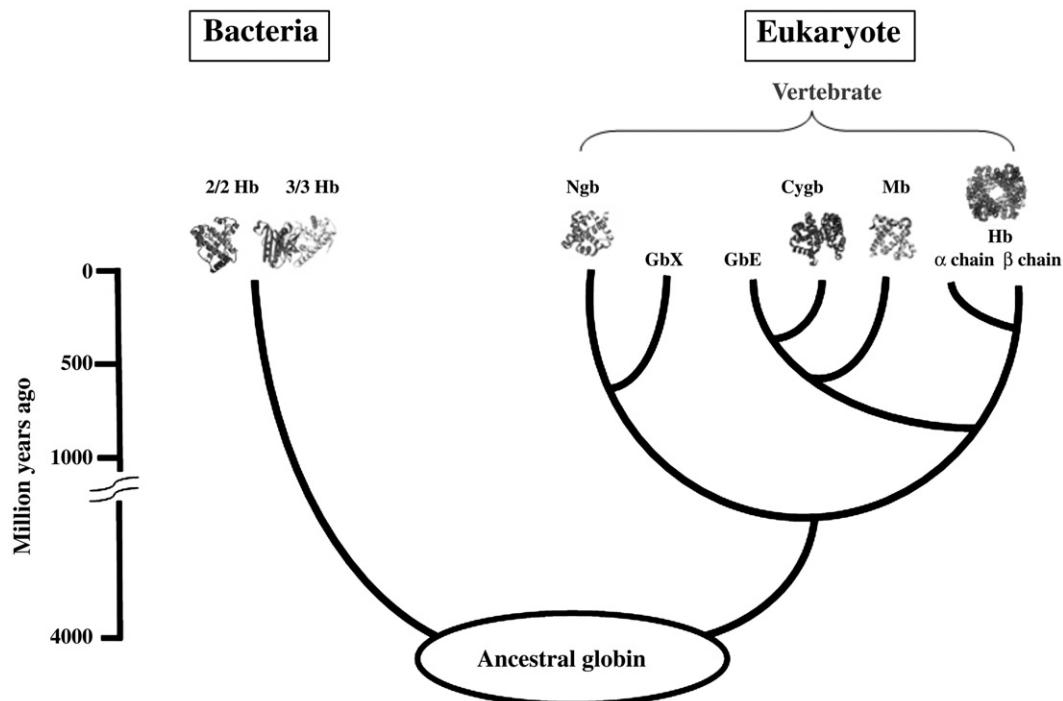 Bacteria
Eukaryote
Vertebrate
2/2 Hb
3/3 Hb
Ngb
Cygb
Mb
Hb
GbX
GbE
α chain
β chain
0
500
1000
4000
Million years ago
Ancestral globin